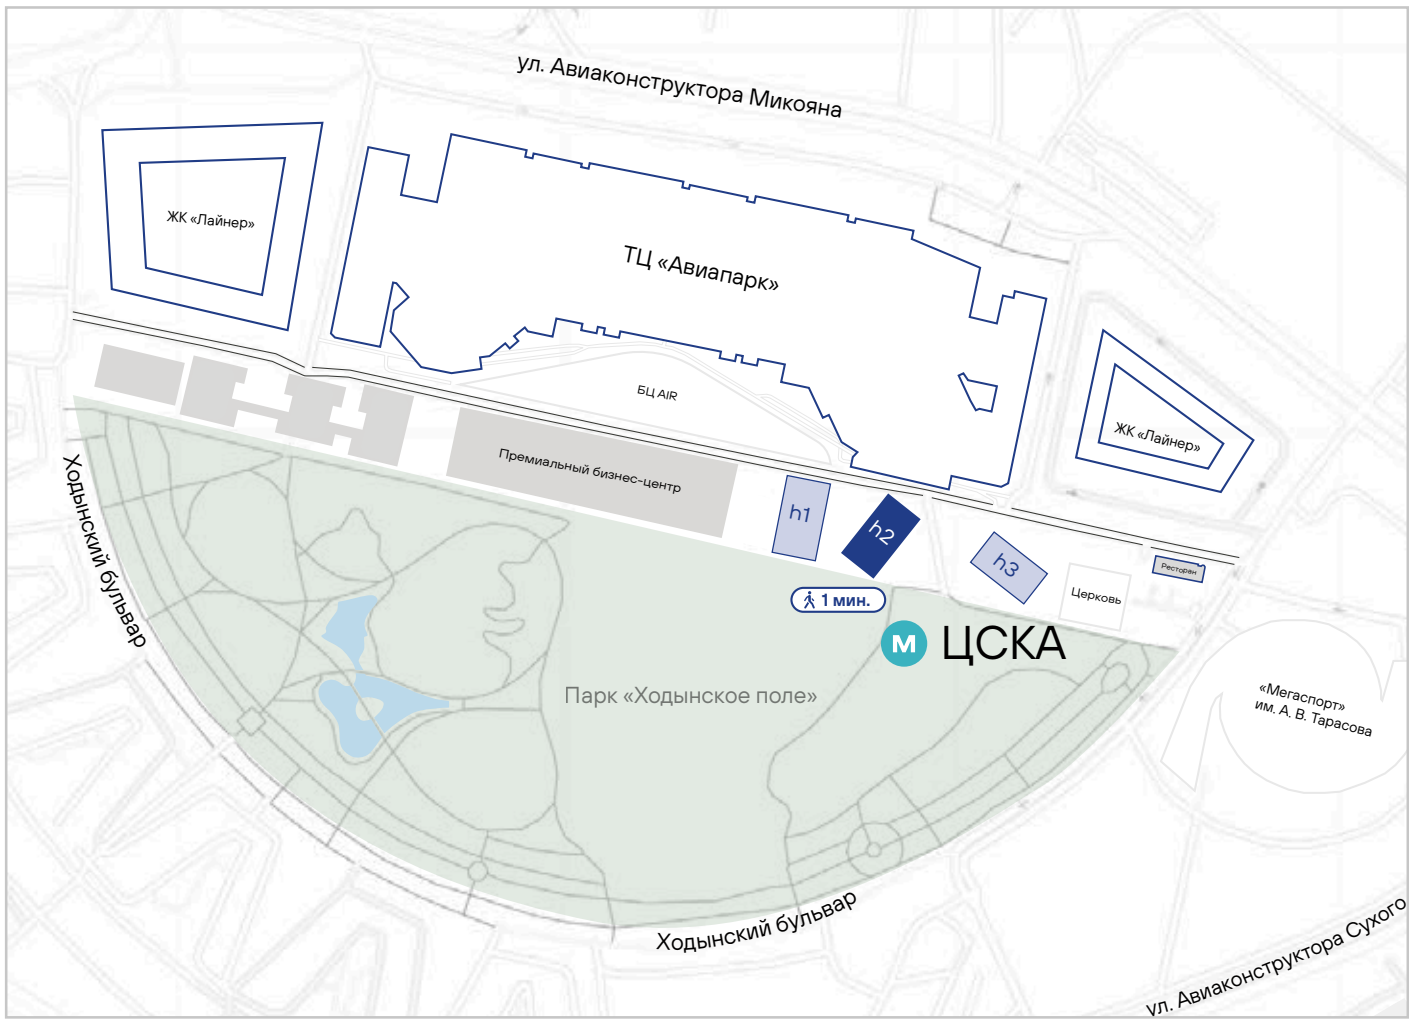 ул. Авиаконструктора Микояна
ЖК «Лайнер»
ТЦ «Авиапарк»
БЦ AIR
ЖК «Лайнер»
Премиальный бизнес-центр
h1
h2
h3
Ресторан
Церковь
1 мин.
М ЦСКА
Ходынский бульвар
Парк «Ходынское поле»
«Мегаспорт»
им. А. В. Тарасова
Ходынский бульвар
ул. Авиаконструктора Сухого